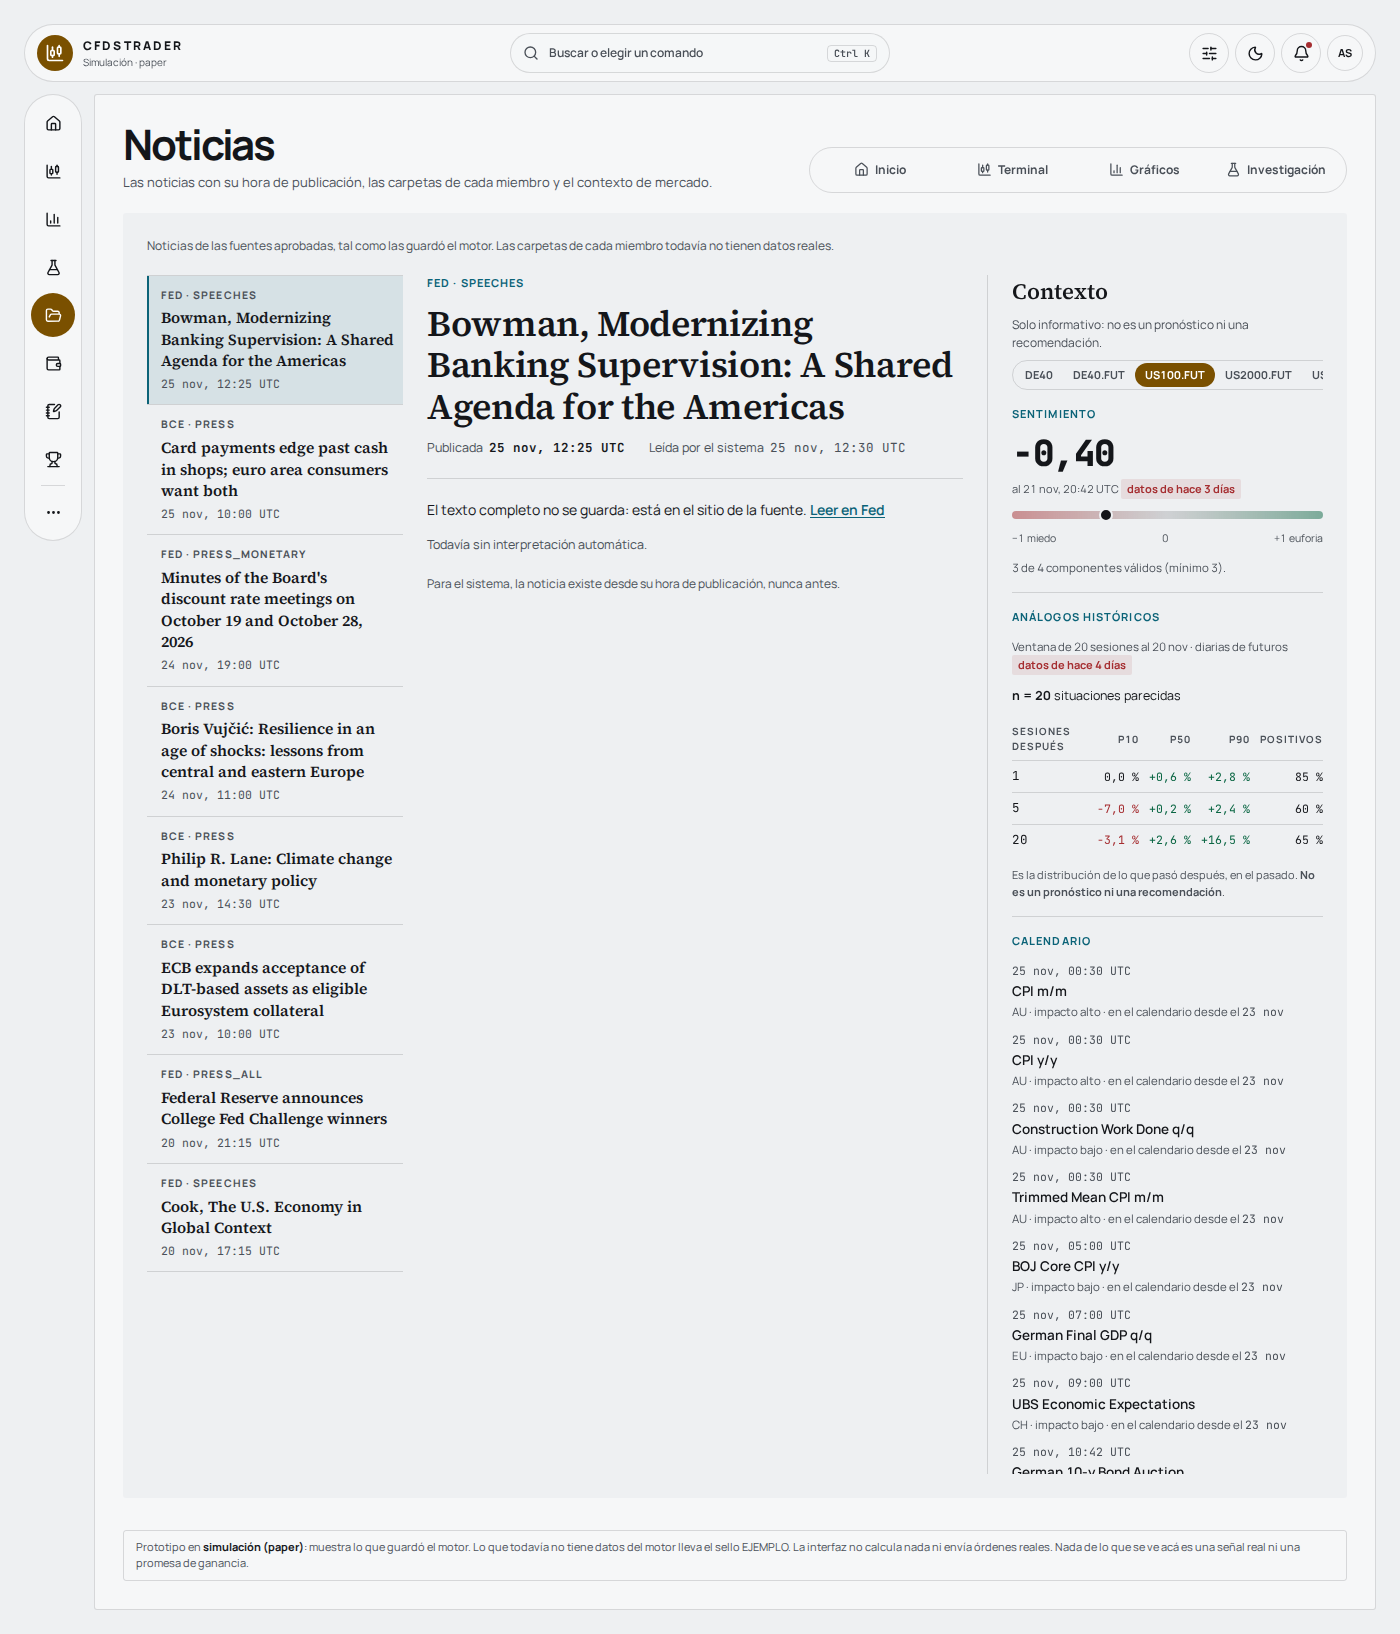 CFDSTRADER
Simulación · paper
Buscar o elegir un comando
Ctrl K
AS
Noticias
Las noticias con su hora de publicación, las carpetas de cada miembro y el contexto de mercado.
Inicio
Terminal
Gráficos
Investigación
Noticias de las fuentes aprobadas, tal como las guardó el motor. Las carpetas de cada miembro todavía no tienen datos reales.
FED · SPEECHES
Bowman, Modernizing
Banking Supervision: A Shared
Agenda for the Americas
25 nov, 12:25 UTC
BCE · PRESS
Card payments edge past cash
in shops; euro area consumers
want both
25 nov, 10:00 UTC
FED · PRESS_MONETARY
Minutes of the Board's
discount rate meetings on
October 19 and October 28,
2026
24 nov, 19:00 UTC
BCE · PRESS
Boris Vujčić: Resilience in an
age of shocks: lessons from
central and eastern Europe
24 nov, 11:00 UTC
BCE · PRESS
Philip R. Lane: Climate change
and monetary policy
23 nov, 14:30 UTC
BCE · PRESS
ECB expands acceptance of
DLT-based assets as eligible
Eurosystem collateral
23 nov, 10:00 UTC
FED · PRESS_ALL
Federal Reserve announces
College Fed Challenge winners
20 nov, 21:15 UTC
FED · SPEECHES
Cook, The U.S. Economy in
Global Context
20 nov, 17:15 UTC
FED · SPEECHES
Bowman, Modernizing
Banking Supervision: A Shared
Agenda for the Americas
Publicada 25 nov, 12:25 UTC Leída por el sistema 25 nov, 12:30 UTC
El texto completo no se guarda: está en el sitio de la fuente. Leer en Fed
Todavía sin interpretación automática.
Para el sistema, la noticia existe desde su hora de publicación, nunca antes.
Contexto
Solo informativo: no es un pronóstico ni una
recomendación.
DE40 DE40.FUT US100.FUT US2000.FUT US
SENTIMIENTO
-0,40
al 21 nov, 20:42 UTC datos de hace 3 días
−1 miedo 0 +1 euforia
3 de 4 componentes válidos (mínimo 3).
ANÁLOGOS HISTÓRICOS
Ventana de 20 sesiones al 20 nov · diarias de futuros
datos de hace 4 días
n = 20 situaciones parecidas
SESIONES
DESPUÉS P10 P50 P90 POSITIVOS
1 0,0 % +0,6 % +2,8 % 85 %
5 -7,0 % +0,2 % +2,4 % 60 %
20 -3,1 % +2,6 % +16,5 % 65 %
Es la distribución de lo que pasó después, en el pasado. No
es un pronóstico ni una recomendación.
CALENDARIO
25 nov, 00:30 UTC
CPI m/m
AU · impacto alto · en el calendario desde el 23 nov
25 nov, 00:30 UTC
CPI y/y
AU · impacto alto · en el calendario desde el 23 nov
25 nov, 00:30 UTC
Construction Work Done q/q
AU · impacto bajo · en el calendario desde el 23 nov
25 nov, 00:30 UTC
Trimmed Mean CPI m/m
AU · impacto alto · en el calendario desde el 23 nov
25 nov, 05:00 UTC
BOJ Core CPI y/y
JP · impacto bajo · en el calendario desde el 23 nov
25 nov, 07:00 UTC
German Final GDP q/q
EU · impacto bajo · en el calendario desde el 23 nov
25 nov, 09:00 UTC
UBS Economic Expectations
CH · impacto bajo · en el calendario desde el 23 nov
25 nov, 10:42 UTC
German 10-y Bond Auction
Prototipo en simulación (paper): muestra lo que guardó el motor. Lo que todavía no tiene datos del motor lleva el sello EJEMPLO. La interfaz no calcula nada ni envía órdenes reales. Nada de lo que se ve acá es una señal real ni una
promesa de ganancia.